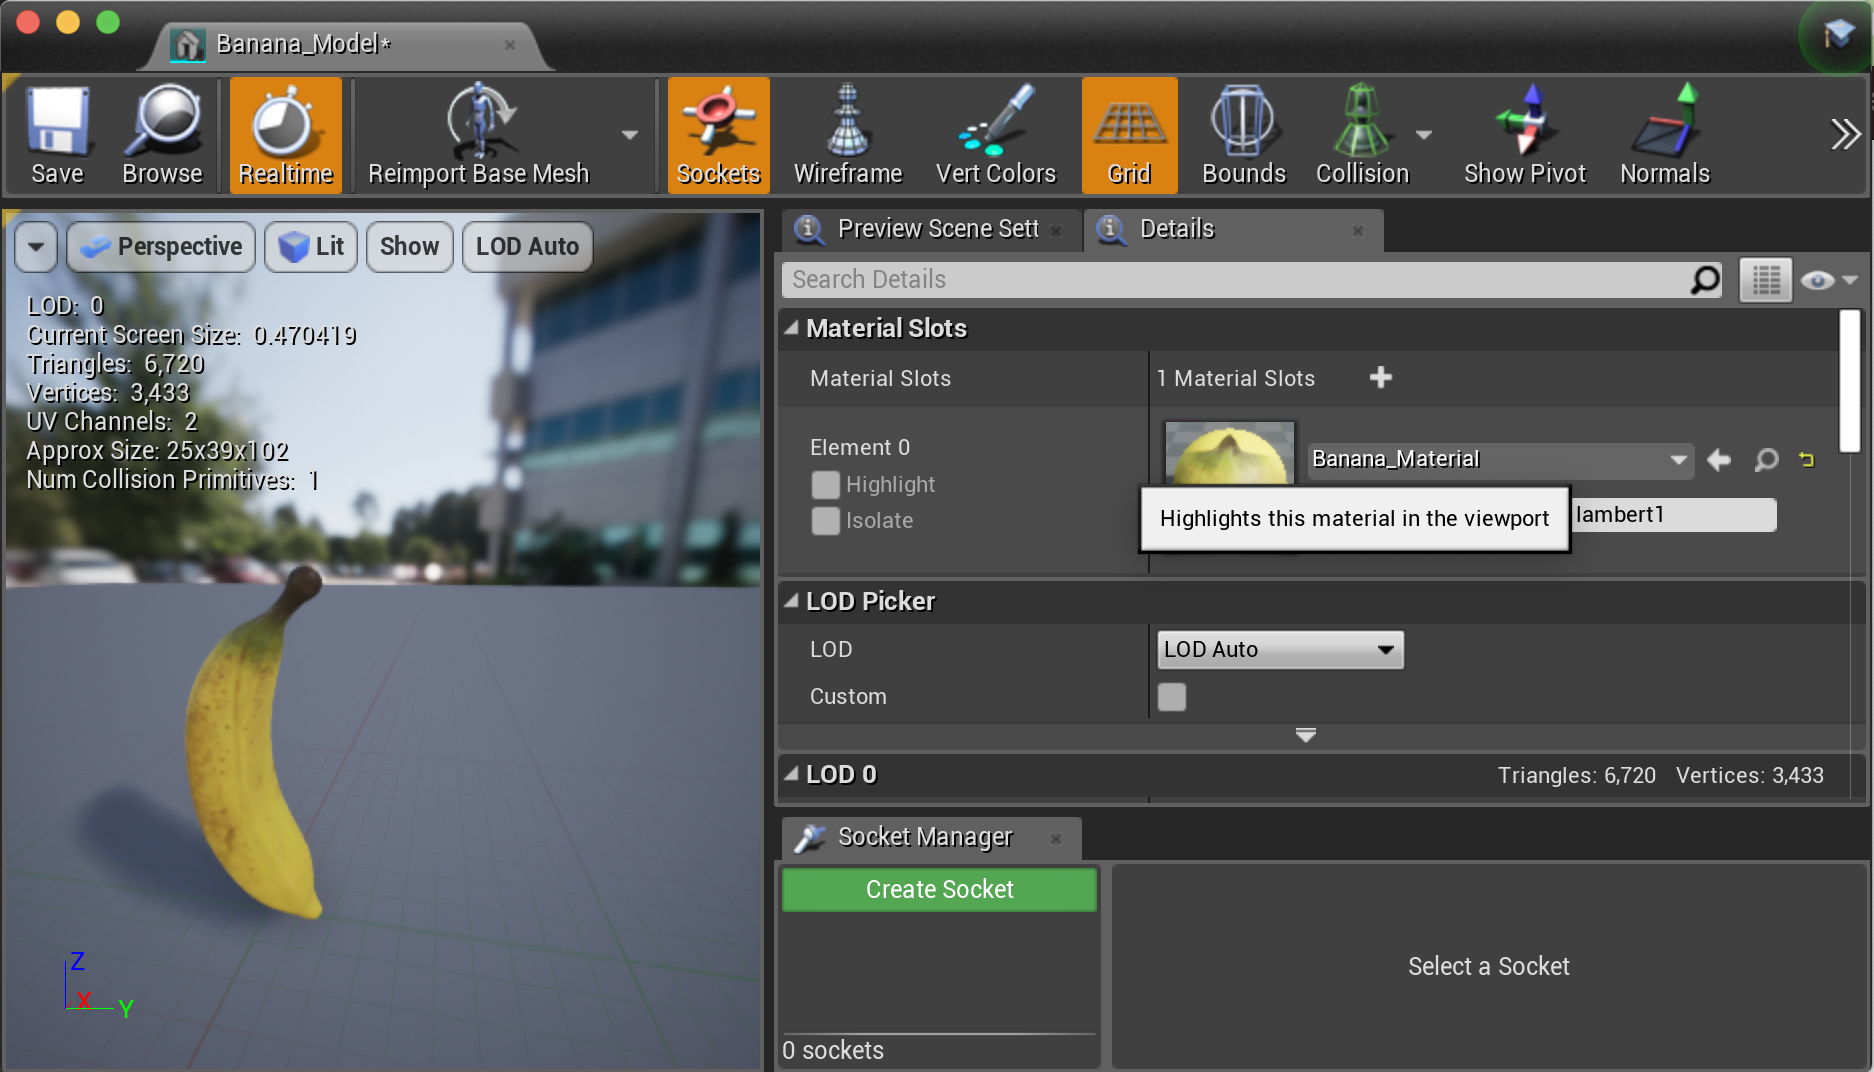 Banana_Model*
Save
Browse
Realtime
Reimport Base Mesh
Sockets
Wireframe
Vert Colors
Grid
Bounds
Collision
Show Pivot
Normals
Perspective
Lit
Show
LOD Auto
LOD: 0
Current Screen Size: 0.470419
Triangles: 6,720
Vertices: 3,433
UV Channels: 2
Approx Size: 25x39x102
Num Collision Primitives: 1
Z
X
Y
Preview Scene Sett
Details
Search Details
Material Slots
Material Slots
1 Material Slots
Element 0
Highlight
Isolate
Banana_Material
Highlights this material in the viewport
lambert1
LOD Picker
LOD
LOD Auto
Custom
LOD 0
Triangles: 6,720 Vertices: 3,433
Socket Manager
Create Socket
Select a Socket
0 sockets